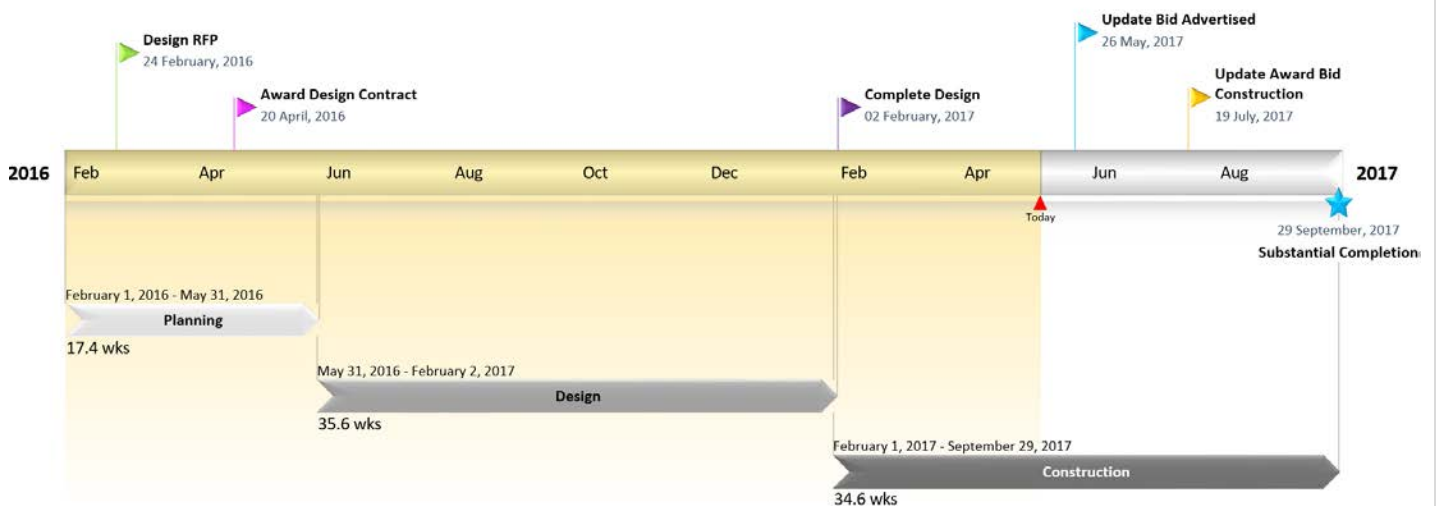 Update Bid Advertised
26 May, 2017
Design RFP
24 February, 2016
Update Award Bid
Construction
19 July, 2017
Award Design Contract
20 April, 2016
Complete Design
02 February, 2017
2016 Feb Apr Jun Aug Oct Dec Feb Apr Jun Aug 2017
Today
29 September, 2017
Substantial Completion
February 1, 2016 - May 31, 2016
Planning
17.4 wks
May 31, 2016 - February 2, 2017
Design
35.6 wks
February 1, 2017 - September 29, 2017
Construction
34.6 wks